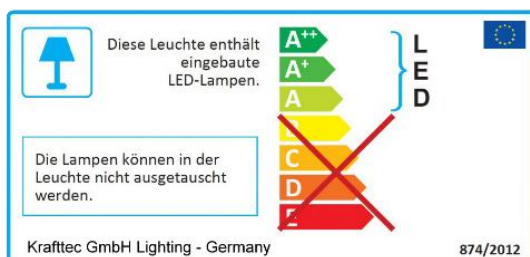 Diese Leuchte enthält
eingebaute
LED-Lampen.
A++
A+
A
B
C
D
E
L
E
D
Die Lampen können in der
Leuchte nicht ausgetauscht
werden.
Krafttec GmbH Lighting - Germany
874/2012